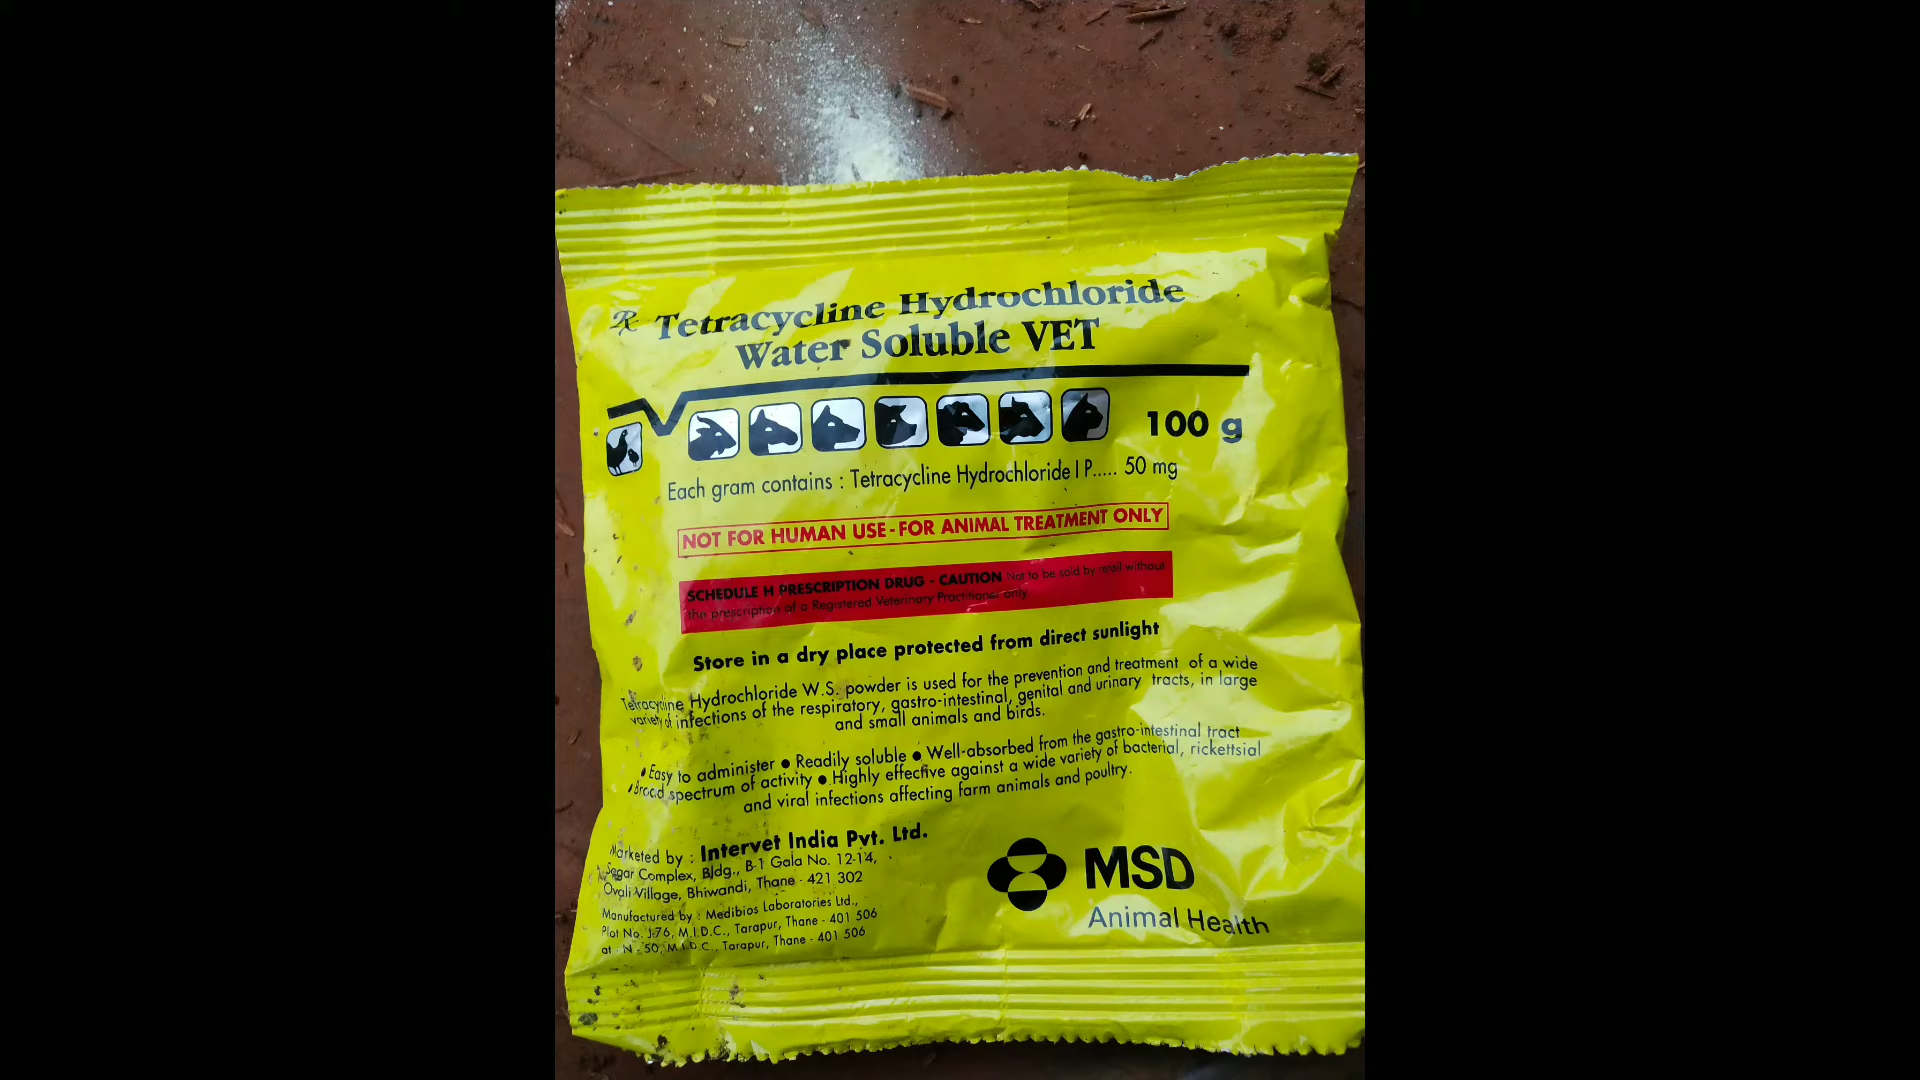 ℞ Tetracycline Hydrochloride
Water Soluble VET
100 g
Each gram contains : Tetracycline Hydrochloride I P..... 50 mg
NOT FOR HUMAN USE - FOR ANIMAL TREATMENT ONLY
SCHEDULE H PRESCRIPTION DRUG - CAUTION Not to be sold by retail without
the prescription of a Registered Veterinary Practitioner only
Store in a dry place protected from direct sunlight
Tetracycline Hydrochloride W.S. powder is used for the prevention and treatment of a wide
variety of infections of the respiratory, gastro-intestinal, genital and urinary tracts, in large
and small animals and birds.
• Easy to administer ● Readily soluble ● Well-absorbed from the gastro-intestinal tract
• Broad spectrum of activity ● Highly effective against a wide variety of bacterial, rickettsial
and viral infections affecting farm animals and poultry.
Marketed by : Intervet India Pvt. Ltd.
Sagar Complex, Bldg., B-1 Gala No. 12-14,
Ovali Village, Bhiwandi, Thane - 421 302
Manufactured by : Medibios Laboratories Ltd.,
Plot No. J-76, M.I.D.C., Tarapur, Thane - 401 506
at N - 50, M.I.D.C., Tarapur, Thane - 401 506
MSD
Animal Health